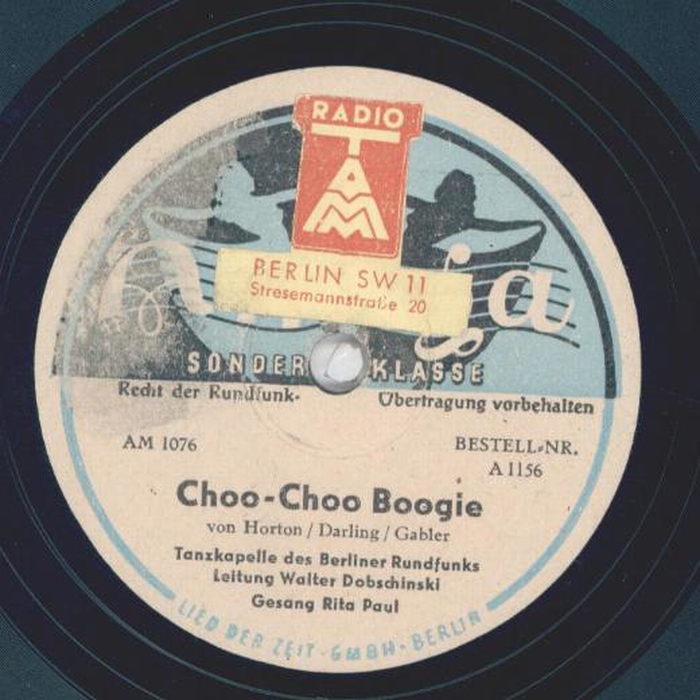 RADIO
TAM
BERLIN SW 11
Stresemannstraße 20
SONDER KLASSE
Recht der Rundfunk- Übertragung vorbehalten
AM 1076
BESTELL-NR.
A 1156
Choo-Choo Boogie
von Horton / Darling / Gabler
Tanzkapelle des Berliner Rundfunks
Leitung Walter Dobschinski
Gesang Rita Paul
LIED DER ZEIT · GMBH · BERLIN